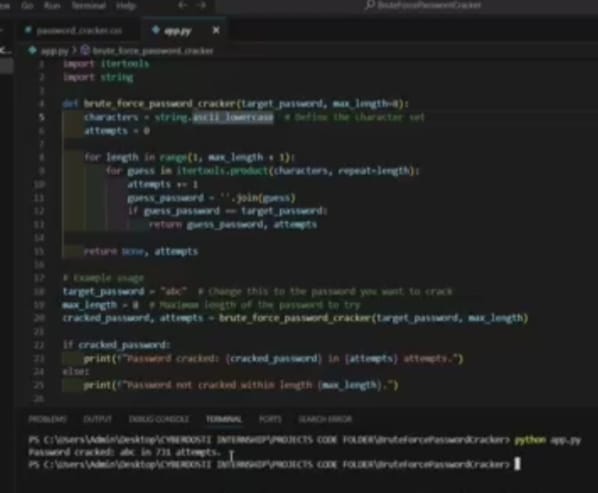 Go Run Terminal Help
BruteForcePasswordCracker
password_cracker.css app.py
app.py > brute_force_password_cracker
1 import itertools
2 import string
3
4 def brute_force_password_cracker(target_password, max_length=8):
5 characters = string.ascii_lowercase # Define the character set
6 attempts = 0
7
8 for length in range(1, max_length + 1):
9 for guess in itertools.product(characters, repeat=length):
10 attempts += 1
11 guess_password = ''.join(guess)
12 if guess_password == target_password:
13 return guess_password, attempts
14
15 return None, attempts
16
17 # Example usage
18 target_password = "abc" # Change this to the password you want to crack
19 max_length = 8 # Maximum length of the password to try
20 cracked_password, attempts = brute_force_password_cracker(target_password, max_length)
21
22 if cracked_password:
23 print(f"Password cracked: {cracked_password} in {attempts} attempts.")
24 else:
25 print(f"Password not cracked within length {max_length}.")
26
PROBLEMS OUTPUT DEBUG CONSOLE TERMINAL PORTS SEARCH ERROR
PS C:\Users\Admin\Desktop\CYBERDOSTI INTERNSHIP\PROJECTS CODE FOLDER\BruteForcePasswordCracker> python app.py
Password cracked: abc in 731 attempts.
PS C:\Users\Admin\Desktop\CYBERDOSTI INTERNSHIP\PROJECTS CODE FOLDER\BruteForcePasswordCracker>